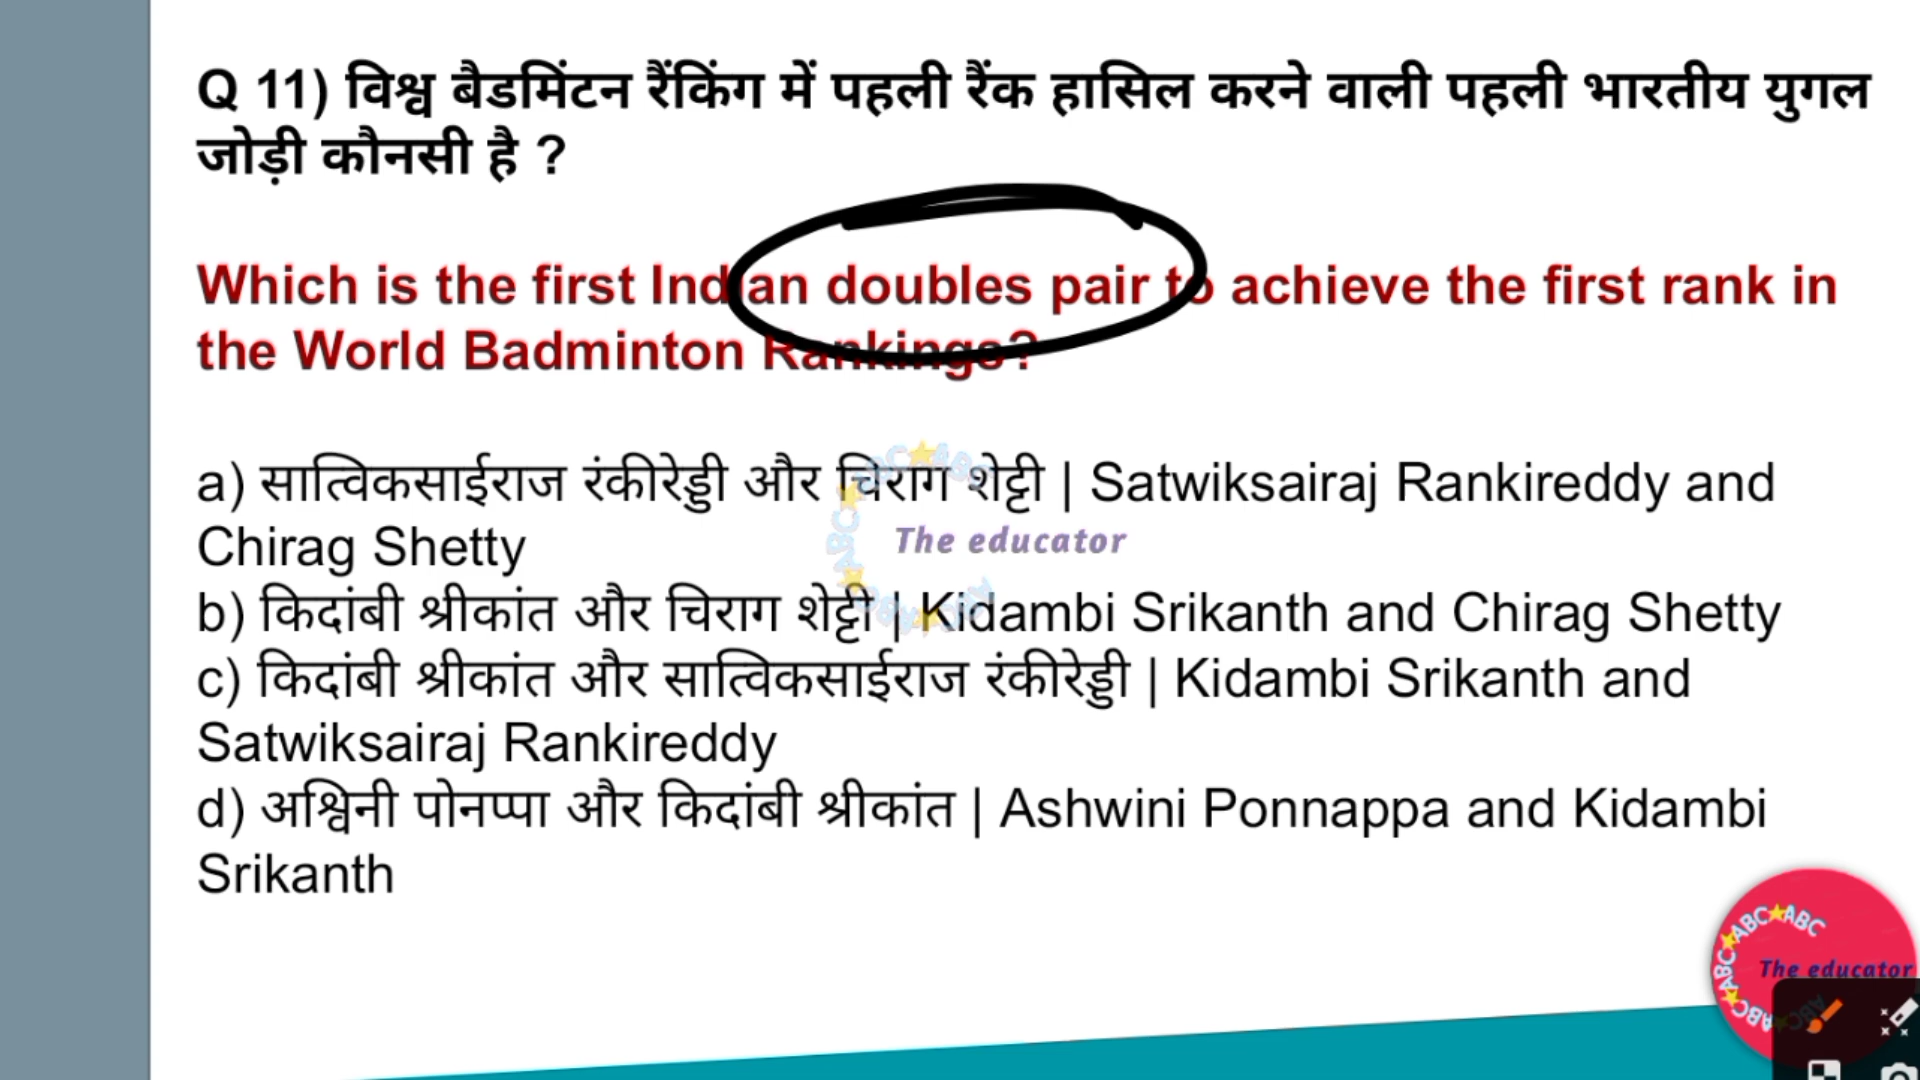 Q 11) विश्व बैडमिंटन रैंकिंग में पहली रैंक हासिल करने वाली पहली भारतीय युगल
जोड़ी कौनसी है ?
Which is the first Indian doubles pair to achieve the first rank in
the World Badminton Rankings?
a) सात्विकसाईराज रंकीरेड्डी और चिराग शेट्टी | Satwiksairaj Rankireddy and
Chirag Shetty
The educator
b) किदांबी श्रीकांत और चिराग शेट्टी | Kidambi Srikanth and Chirag Shetty
c) किदांबी श्रीकांत और सात्विकसाईराज रंकीरेड्डी | Kidambi Srikanth and
Satwiksairaj Rankireddy
d) अश्विनी पोनप्पा और किदांबी श्रीकांत | Ashwini Ponnappa and Kidambi
Srikanth
ABC ABC ABC ABC
The educator